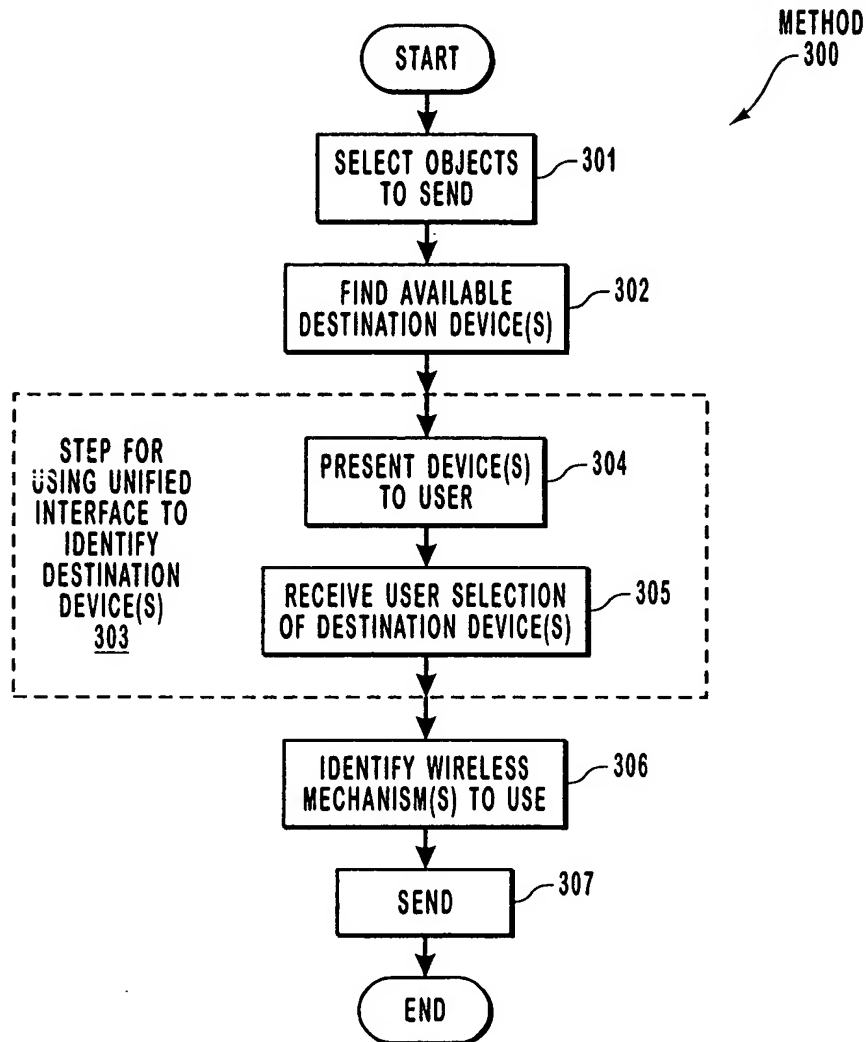 METHOD
300
START
SELECT OBJECTS
TO SEND
301
FIND AVAILABLE
DESTINATION DEVICE(S)
302
STEP FOR
USING UNIFIED
INTERFACE TO
IDENTIFY
DESTINATION
DEVICE(S)
303
PRESENT DEVICE(S)
TO USER
304
RECEIVE USER SELECTION
OF DESTINATION DEVICE(S)
305
IDENTIFY WIRELESS
MECHANISM(S) TO USE
306
SEND
307
END